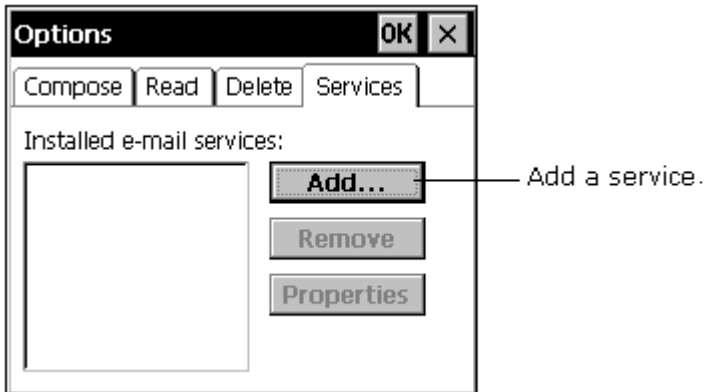 Options OK ×
Compose Read Delete Services
Installed e-mail services:
Add... Add a service.
Remove
Properties